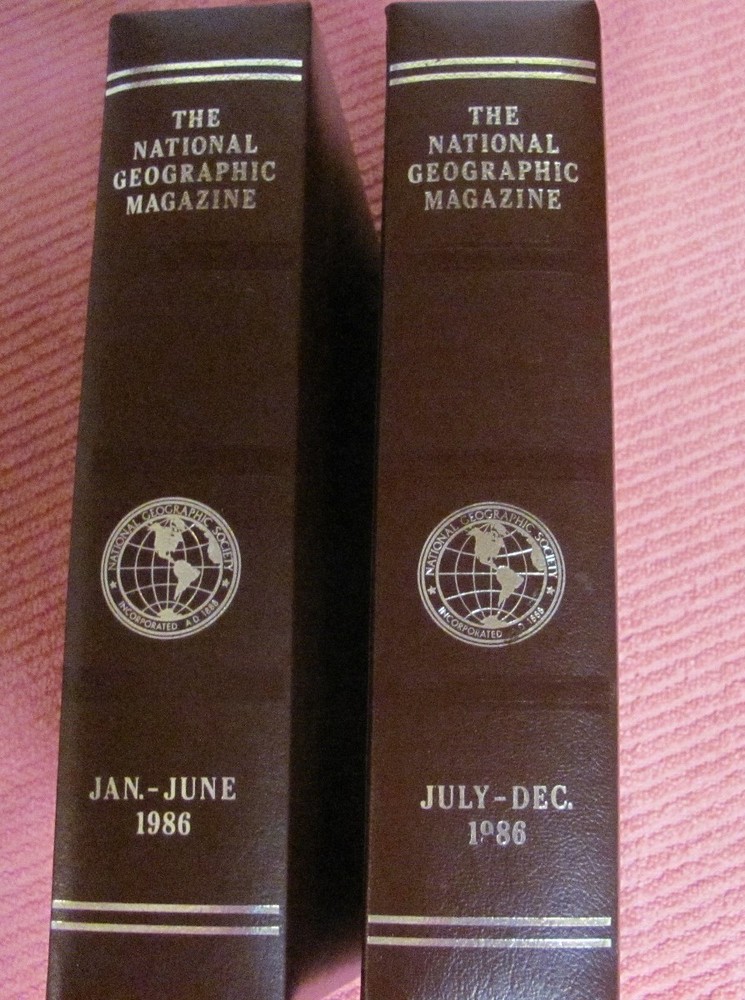 THE
NATIONAL
GEOGRAPHIC
MAGAZINE
NATIONAL GEOGRAPHIC SOCIETY
INCORPORATED A.D. 1888
JAN.-JUNE
1986
THE
NATIONAL
GEOGRAPHIC
MAGAZINE
NATIONAL GEOGRAPHIC SOCIETY
INCORPORATED D. 1888
JULY-DEC.
1986